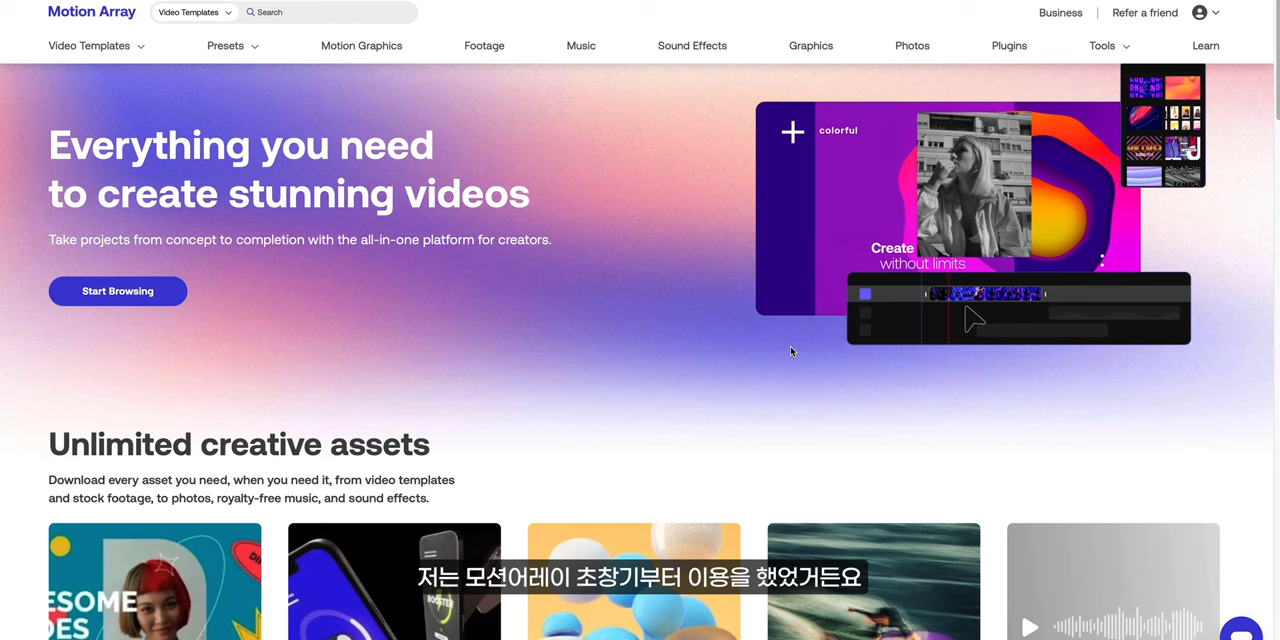 Motion Array
Video Templates
Search
Business
Refer a friend
Video Templates
Presets
Motion Graphics
Footage
Music
Sound Effects
Graphics
Photos
Plugins
Tools
Learn
Everything you need
to create stunning videos
Take projects from concept to completion with the all-in-one platform for creators.
Start Browsing
colorful
Create
without limits
Unlimited creative assets
Download every asset you need, when you need it, from video templates
and stock footage, to photos, royalty-free music, and sound effects.
ESOME
DES
BOOSTER
저는 모션어레이 초창기부터 이용을 했었거든요